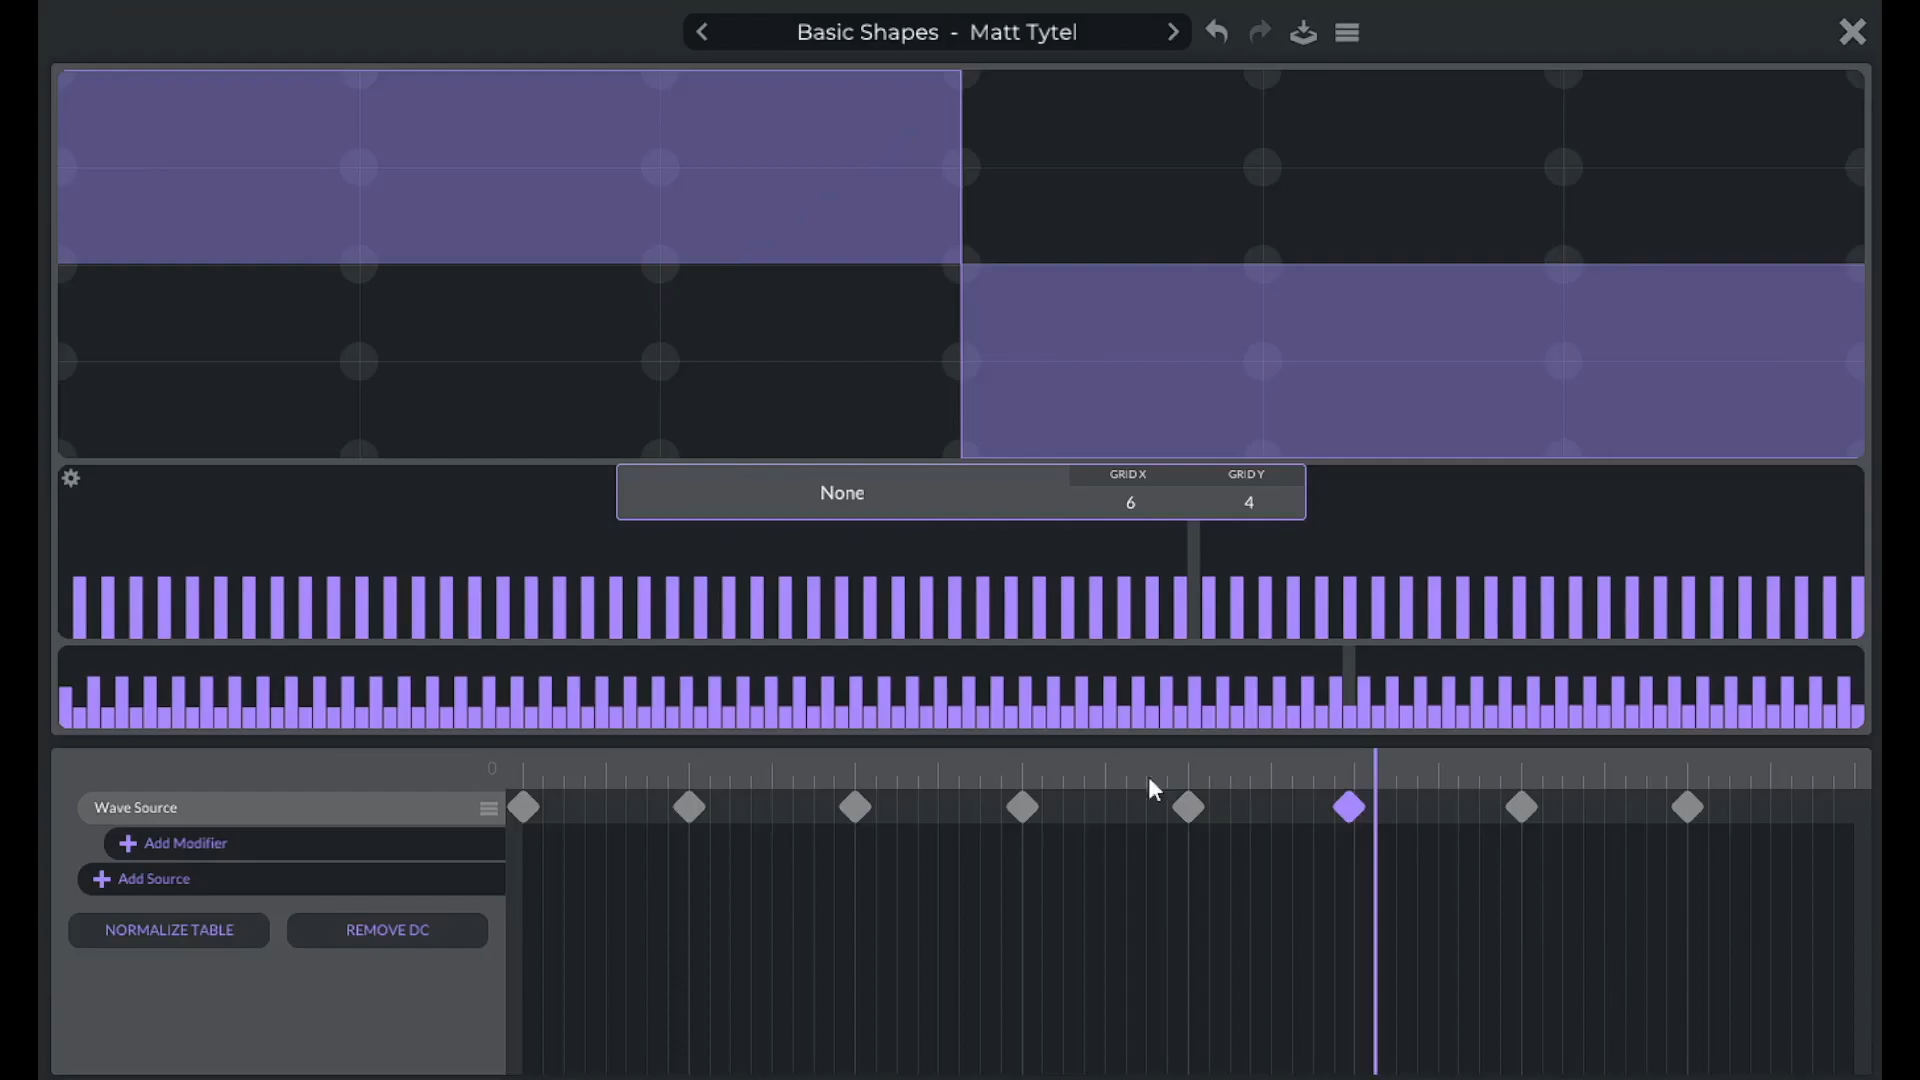 Basic Shapes - Matt Tytel
GRID X GRID Y
None 6 4
0
Wave Source
Add Modifier
Add Source
NORMALIZE TABLE REMOVE DC